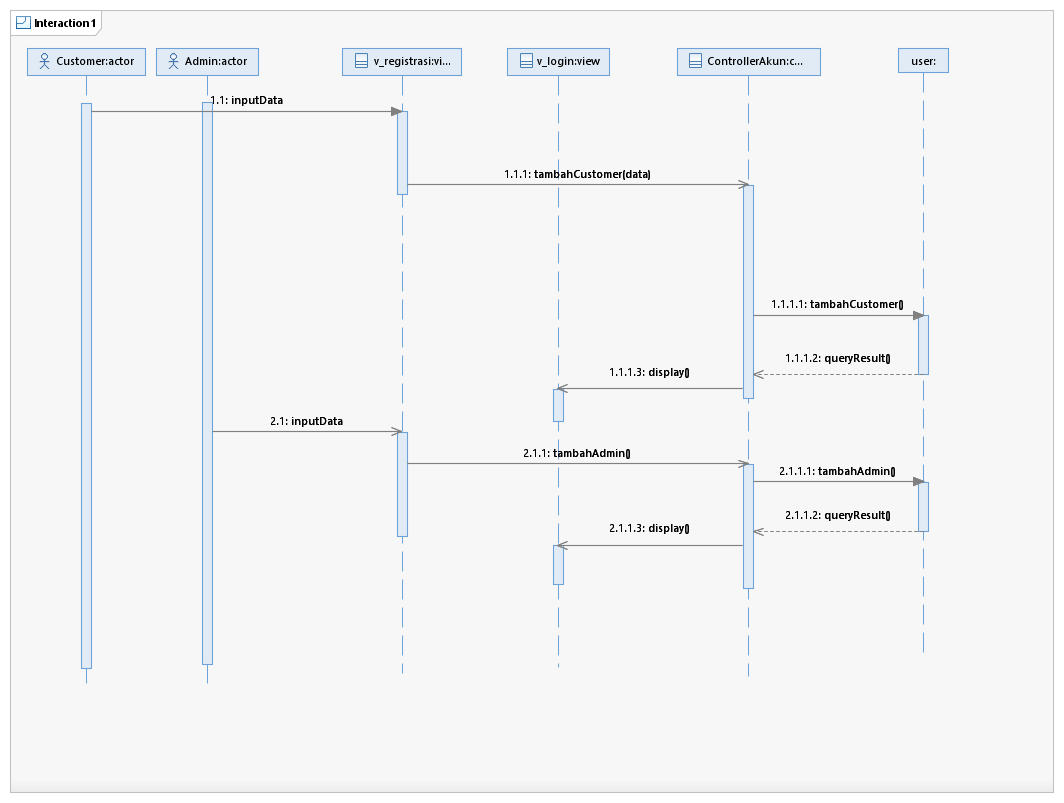 Interaction1
Customer:actor
Admin:actor
v_registrasi:vi...
v_login:view
ControllerAkun:c...
user:
1.1: inputData
1.1.1: tambahCustomer(data)
1.1.1.1: tambahCustomer()
1.1.1.2: queryResult()
1.1.1.3: display()
2.1: inputData
2.1.1: tambahAdmin()
2.1.1.1: tambahAdmin()
2.1.1.2: queryResult()
2.1.1.3: display()